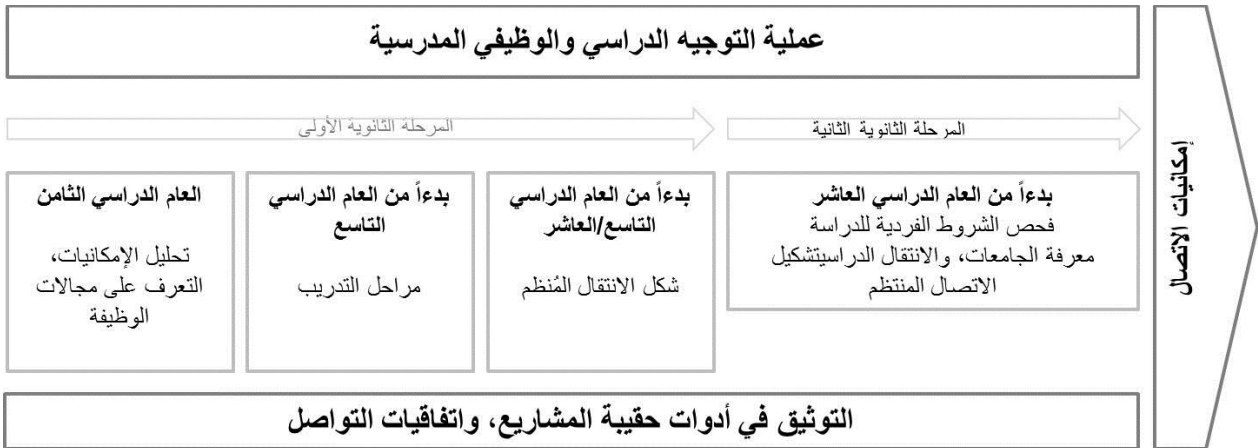 عملية التوجيه الدراسي والوظيفي المدرسية
المرحلة الثانوية الأولى
المرحلة الثانوية الثانية
العام الدراسي الثامن
تحليل الإمكانيات،
التعرف على مجالات
الوظيفة
بدءاً من العام الدراسي
التاسع
مراحل التدريب
بدءاً من العام الدراسي
التاسع/العاشر
شكل الانتقال المُنظم
بدءاً من العام الدراسي العاشر
فحص الشروط الفردية للدراسة
معرفة الجامعات، والانتقال الدراسيتشكيل
الاتصال المنتظم
إمكانيات الاتصال
التوثيق في أدوات حقيبة المشاريع، واتفاقيات التواصل